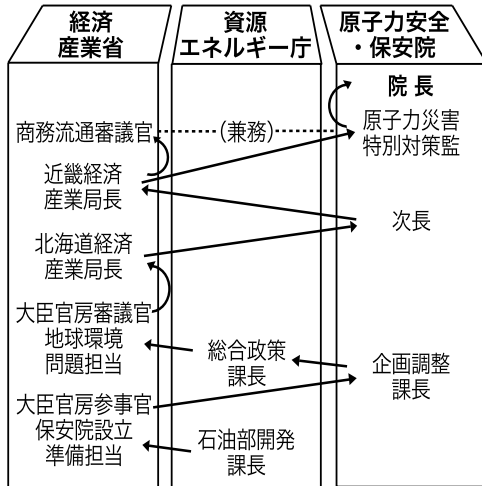 経済
産業省
資源
エネルギー庁
原子力安全
・保安院
院長
商務流通審議官
（兼務）
原子力災害
特別対策監
近畿経済
産業局長
次長
北海道経済
産業局長
大臣官房審議官
地球環境
問題担当
総合政策
課長
企画調整
課長
大臣官房参事官
保安院設立
準備担当
石油部開発
課長